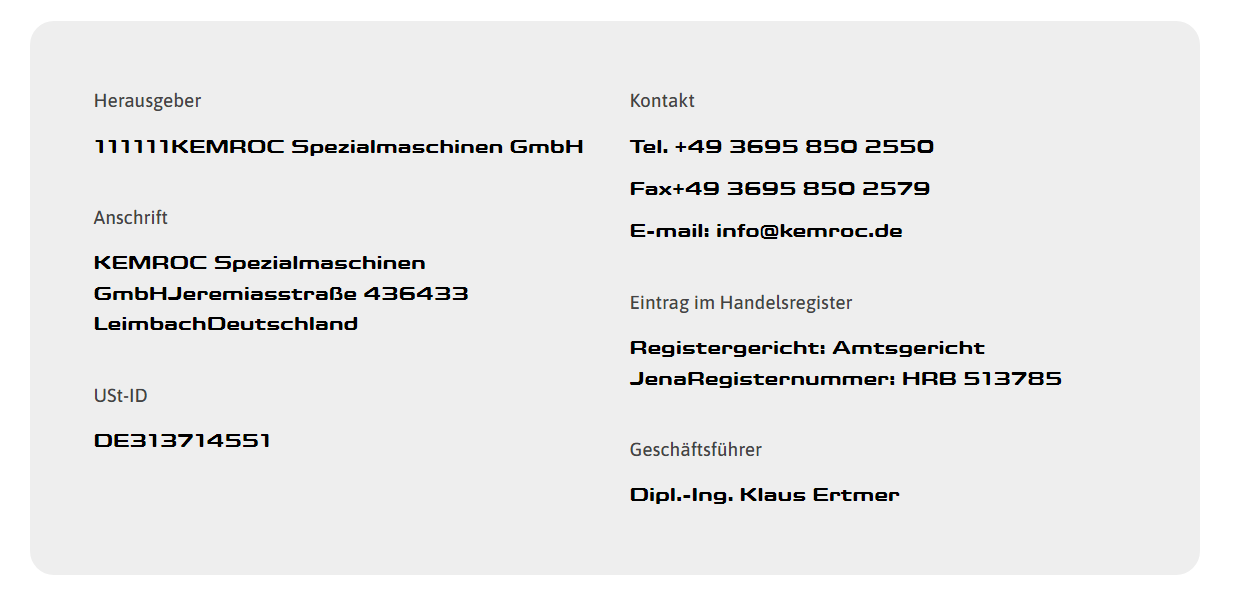 Herausgeber
111111KEMROC Spezialmaschinen GmbH
Anschrift
KEMROC Spezialmaschinen
GmbHJeremiasstraße 436433
LeimbachDeutschland
USt-ID
DE313714551
Kontakt
Tel. +49 3695 850 2550
Fax+49 3695 850 2579
E-mail: info@kemroc.de
Eintrag im Handelsregister
Registergericht: Amtsgericht
JenaRegisternummer: HRB 513785
Geschäftsführer
Dipl.-Ing. Klaus Ertmer